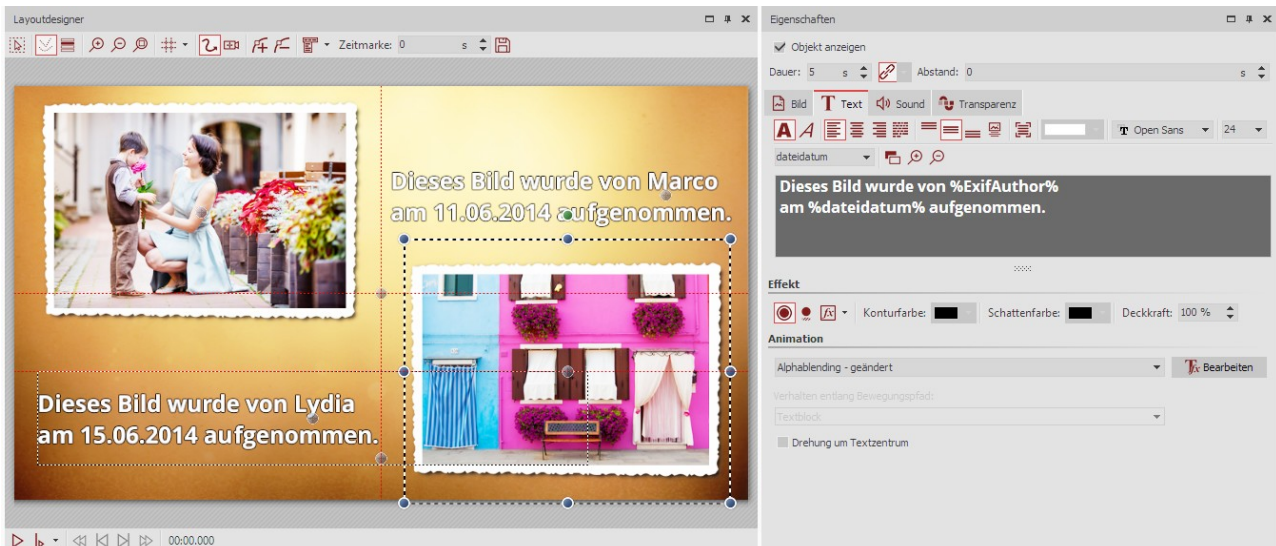 Layoutdesigner
Zeitmarke: 0 s
Dieses Bild wurde von Marco
am 11.06.2014 aufgenommen.
Dieses Bild wurde von Lydia
am 15.06.2014 aufgenommen.
00:00.000
Eigenschaften
Objekt anzeigen
Dauer: 5 s Abstand: 0 s
Bild Text Sound Transparenz
Open Sans 24
dateidatum
Dieses Bild wurde von %ExifAuthor%
am %dateidatum% aufgenommen.
Effekt
Konturfarbe: Schattenfarbe: Deckkraft: 100 %
Animation
Alphablending - geändert Bearbeiten
Verhalten entlang Bewegungspfad:
Textblock
Drehung um Textzentrum